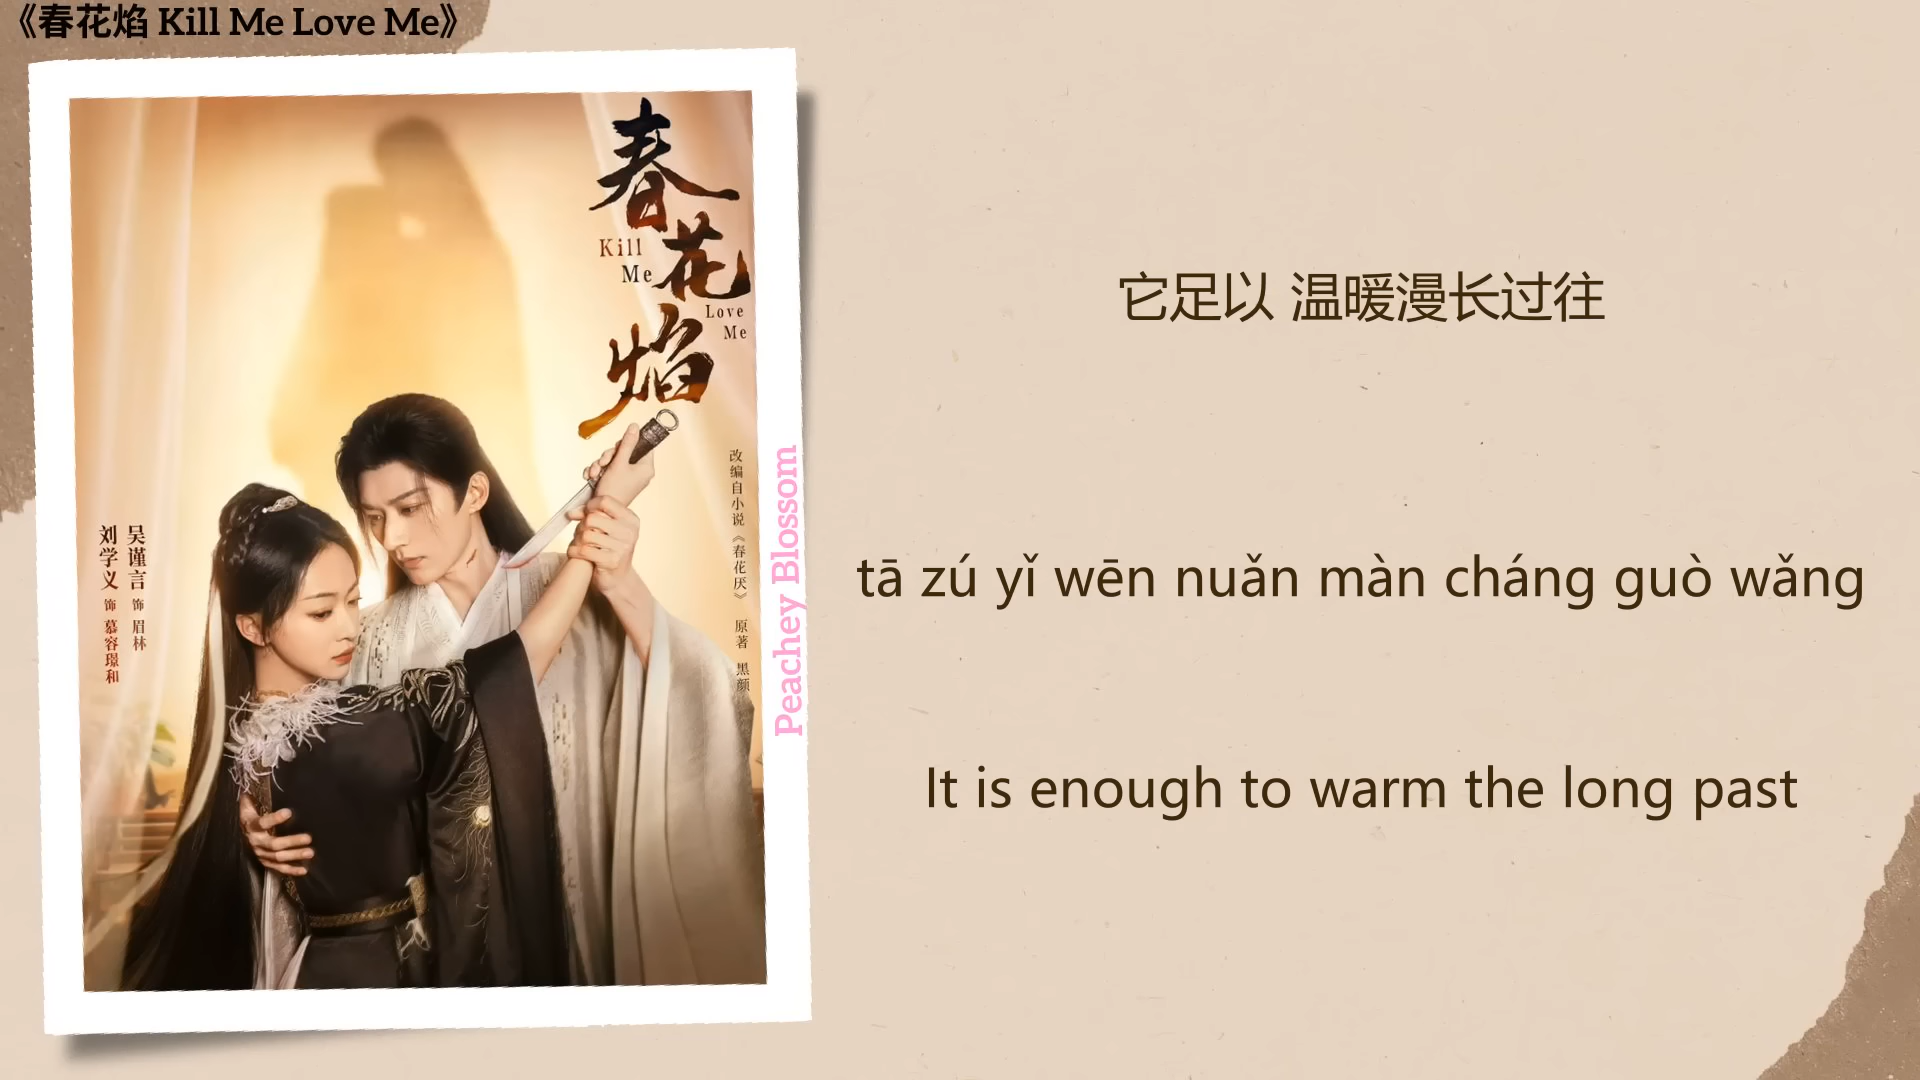 《春花焰 Kill Me Love Me》
春花焰
Kill
Me
Love
Me
改编自小说《春花厌》 原著 黑颜
吴谨言 饰 眉林
刘学义 饰 慕容璟和
Peachey Blossom
它足以 温暖漫长过往
tā zú yǐ wēn nuǎn màn cháng guò wǎng
It is enough to warm the long past